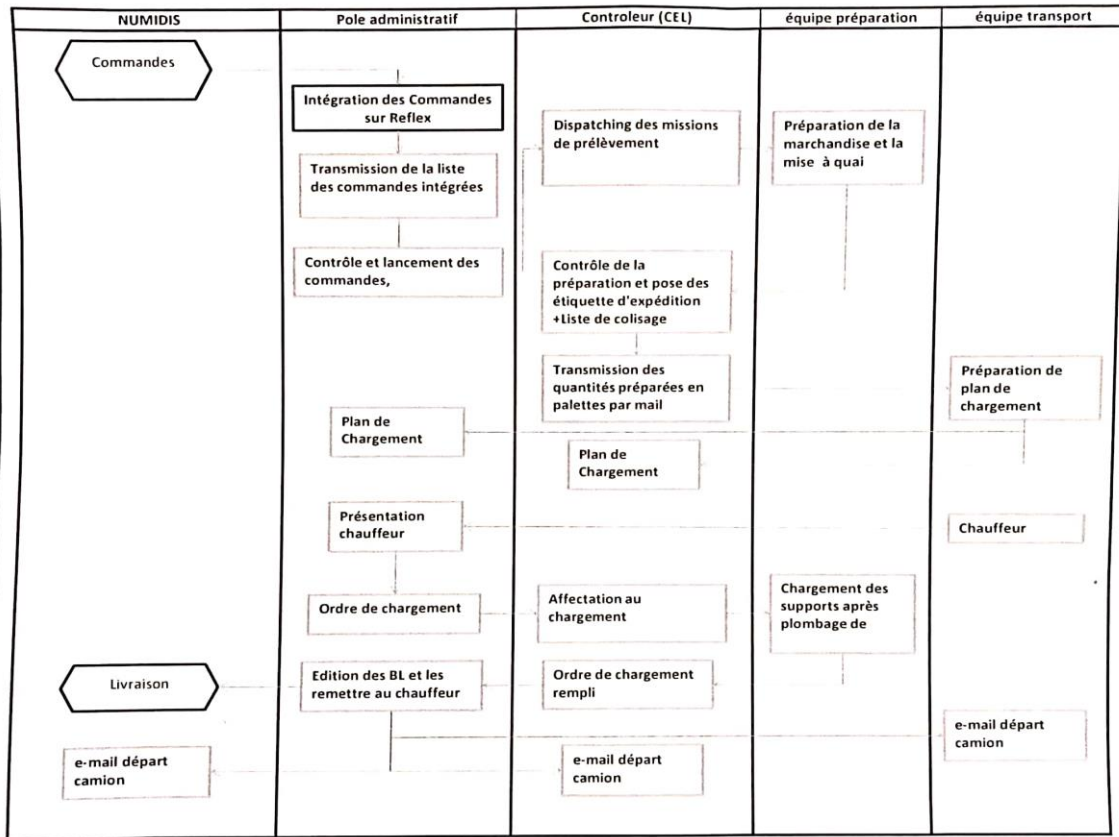 NUMIDIS
Pole administratif
Controleur (CEL)
équipe préparation
équipe transport
Commandes
Intégration des Commandes
sur Reflex
Dispatching des missions
de prélèvement
Préparation de la
marchandise et la
mise à quai
Transmission de la liste
des commandes intégrées
Contrôle et lancement des
commandes,
Contrôle de la
préparation et pose des
étiquette d'expédition
+Liste de colisage
Transmission des
quantités préparées en
palettes par mail
Préparation de
plan de
chargement
Plan de
Chargement
Plan de
Chargement
Présentation
chauffeur
Chauffeur
Ordre de chargement
Affectation au
chargement
Chargement des
supports après
plombage de
Livraison
Edition des BL et les
remettre au chauffeur
Ordre de chargement
rempli
e-mail départ
camion
e-mail départ
camion
e-mail départ
camion